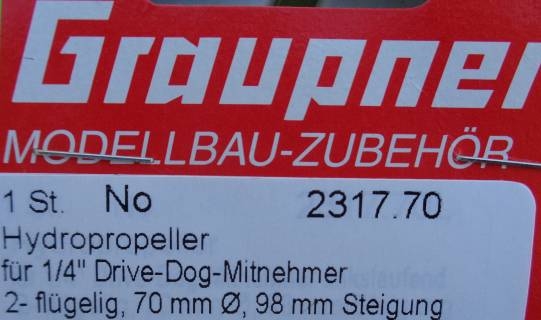 Graupner
MODELLBAU-ZUBEHÖR
1 St. No 2317.70
Hydropropeller
für 1/4" Drive-Dog-Mitnehmer
2- flügelig, 70 mm Ø, 98 mm Steigung